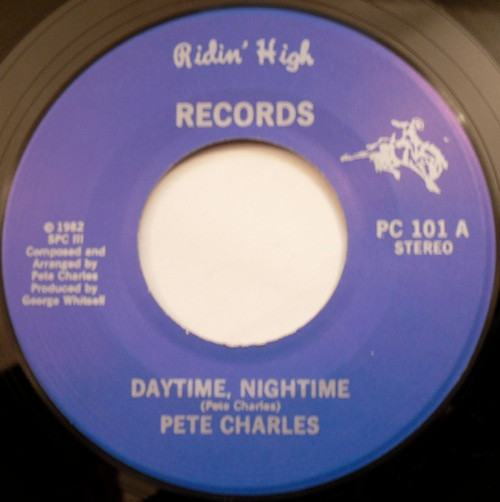 Ridin' High
RECORDS
PC 101 A
STEREO
© 1982
SPC III
Composed and
Arranged by
Pete Charles
Produced by
George Whitsell
DAYTIME, NIGHTIME
(Pete Charles)
PETE CHARLES